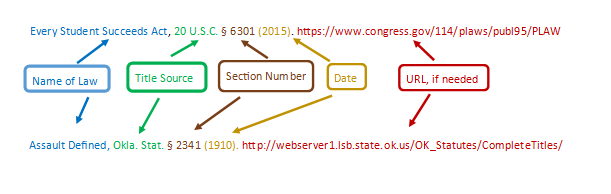 Every Student Succeeds Act, 20 U.S.C. § 6301 (2015). https://www.congress.gov/114/plaws/publ95/PLAW
Name of Law Title Source Section Number Date URL, if needed
Assault Defined, Okla. Stat. § 2341 (1910). http://webserver1.lsb.state.ok.us/OK_Statutes/CompleteTitles/